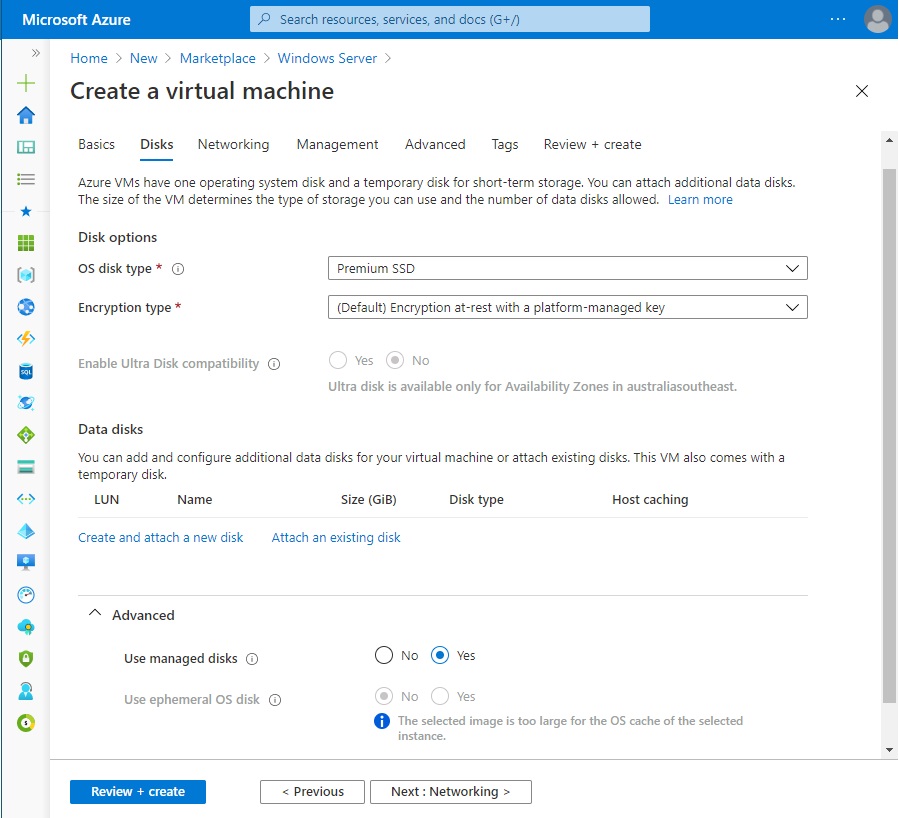 Microsoft Azure
Search resources, services, and docs (G+/)
Home > New > Marketplace > Windows Server >
Create a virtual machine
Basics Disks Networking Management Advanced Tags Review + create
Azure VMs have one operating system disk and a temporary disk for short-term storage. You can attach additional data disks.
The size of the VM determines the type of storage you can use and the number of data disks allowed. Learn more
Disk options
OS disk type *
Premium SSD
Encryption type *
(Default) Encryption at-rest with a platform-managed key
Enable Ultra Disk compatibility
Yes No
Ultra disk is available only for Availability Zones in australiasoutheast.
Data disks
You can add and configure additional data disks for your virtual machine or attach existing disks. This VM also comes with a
temporary disk.
LUN Name Size (GiB) Disk type Host caching
Create and attach a new disk Attach an existing disk
Advanced
Use managed disks
No Yes
Use ephemeral OS disk
No Yes
The selected image is too large for the OS cache of the selected
instance.
Review + create < Previous Next : Networking >
SQL